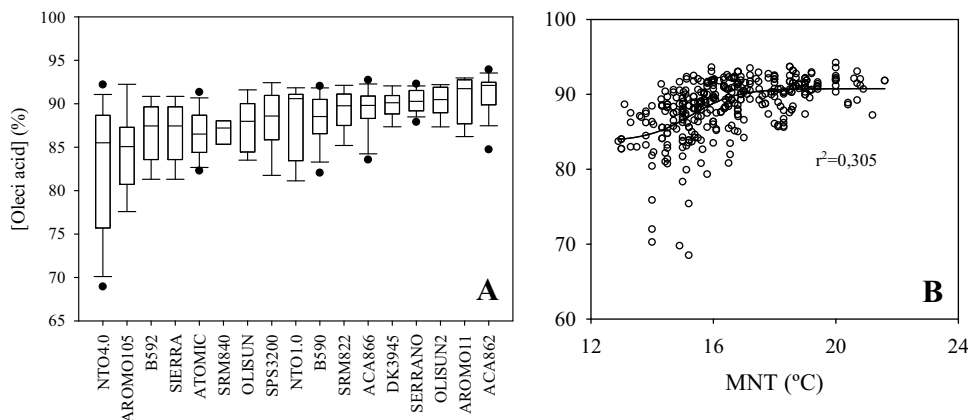 [Oleci acid] (%)
100
95
90
85
80
75
70
65
A
NTO4.0
AROMO105
B592
SIERRA
ATOMIC
SRM840
OLISUN
SPS3200
NTO1.0
B590
SRM822
ACA866
DK3945
SERRANO
OLISUN2
AROMO11
ACA862
B
100
90
80
70
60
r²=0,305
B
12 16 20 24
MNT (ºC)